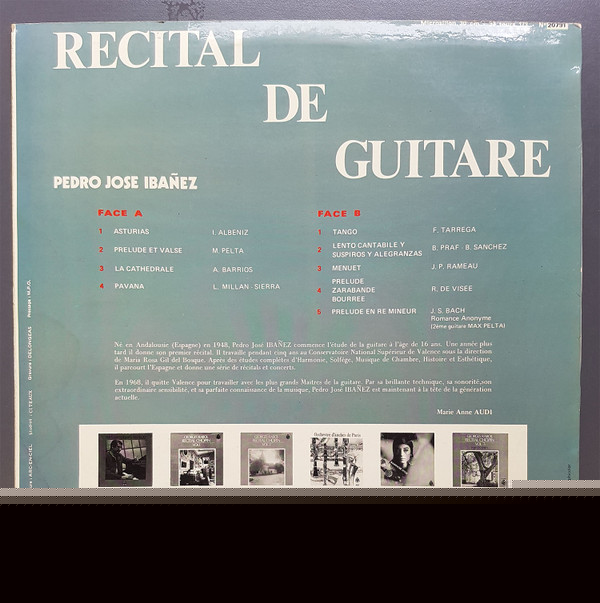 Nº 20791
RECITAL
DE
GUITARE
PEDRO JOSE IBAÑEZ
FACE A
1 ASTURIAS I. ALBENIZ
2 PRELUDE ET VALSE M. PELTA
3 LA CATHEDRALE A. BARRIOS
4 PAVANA L. MILLAN - SIERRA
FACE B
1 TANGO F. TARREGA
2 LENTO CANTABILE Y
SUSPIROS Y ALEGRANZAS B. PRAF - B. SANCHEZ
3 MENUET J. P. RAMEAU
PRELUDE
4 ZARABANDE R. DE VISEE
BOURREE
5 PRELUDE EN RE MINEUR J. S. BACH
Romance Anonyme
(2ème guitare MAX PELTA)
Né en Andalousie (Espagne) en 1948, Pedro José IBAÑEZ commence l'étude de la guitare à l'âge de 16 ans. Une année plus
tard il donne son premier récital. Il travaille pendant cinq ans au Conservatoire National Supérieur de Valence sous la direction
de Maria Rosa Gil del Bosque. Après des études complètes d'Harmonie, Solfège, Musique de Chambre, Histoire et Esthétique,
il parcourt l'Espagne et donne une série de récitals et concerts.
En 1968, il quitte Valence pour travailler avec les plus grands Maîtres de la guitare. Par sa brillante technique, sa sonorité,son
extraordinaire sensibilité, et sa parfaite connaissance de la musique, Pedro José IBAÑEZ est maintenant à la tête de la génération
actuelle.
Marie Anne AUDI
Orchestre d'archets de Paris